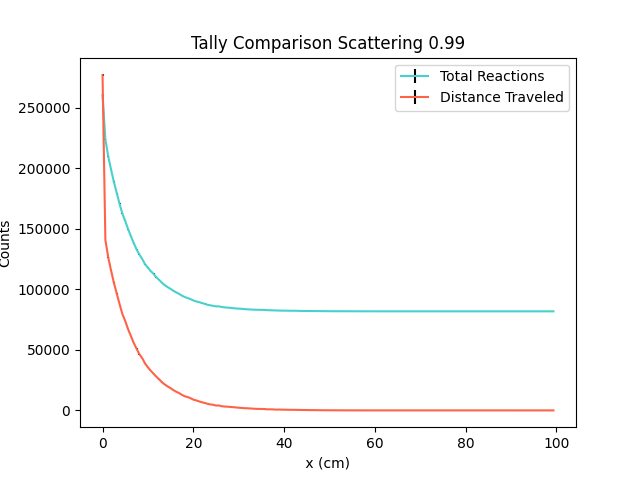 Tally Comparison Scattering 0.99
Total Reactions
Distance Traveled
Counts
250000
200000
150000
100000
50000
0
0 20 40 60 80 100
x (cm)